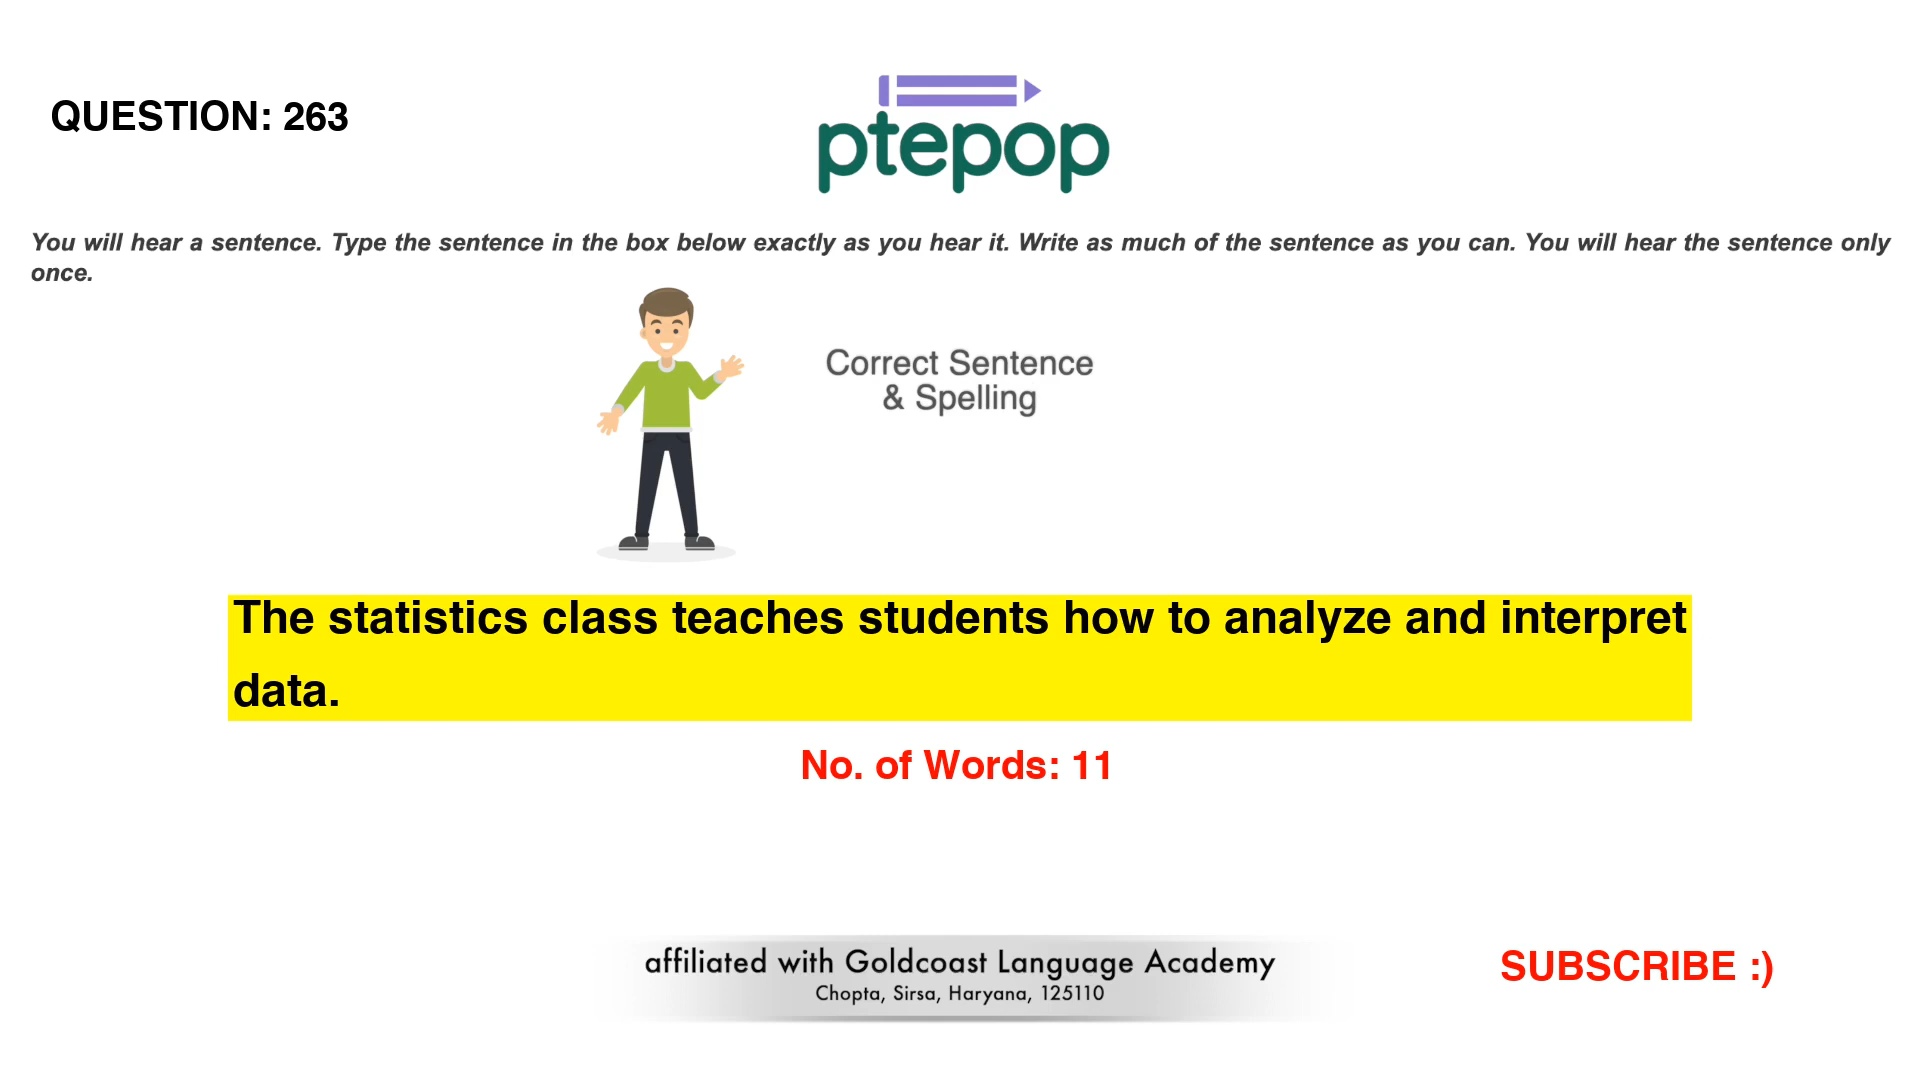 QUESTION: 263
ptepop
You will hear a sentence. Type the sentence in the box below exactly as you hear it. Write as much of the sentence as you can. You will hear the sentence only
once.
Correct Sentence
& Spelling
The statistics class teaches students how to analyze and interpret
data.
No. of Words: 11
affiliated with Goldcoast Language Academy
Chopta, Sirsa, Haryana, 125110
SUBSCRIBE :)